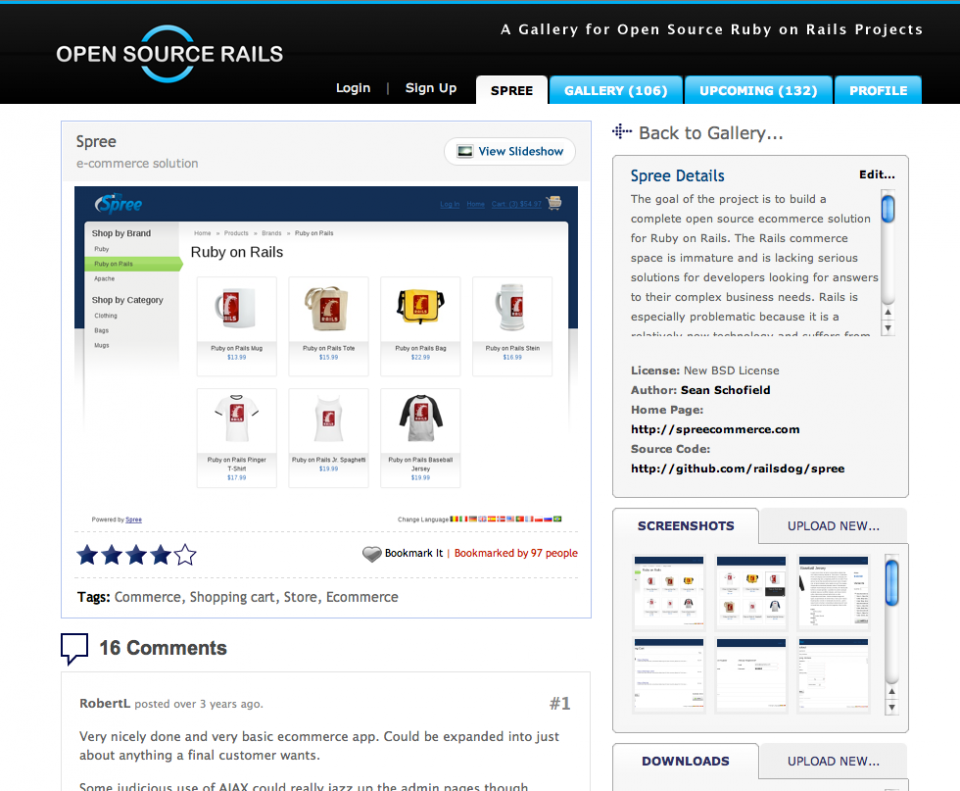 A Gallery for Open Source Ruby on Rails Projects
OPEN SOURCE RAILS
Login | Sign Up
SPREE
GALLERY (106)
UPCOMING (132)
PROFILE
Spree
e-commerce solution
View Slideshow
Spree
Log In Home Cart: (3) $64.97
Shop by Brand
Ruby
Ruby on Rails
Apache
Shop by Category
Clothing
Bags
Mugs
Home » Products » Brands » Ruby on Rails
Ruby on Rails
RAILS
RAILS
RAILS
RAILS
Ruby on Rails Mug
$13.99
Ruby on Rails Tote
$15.99
Ruby on Rails Bag
$22.99
Ruby on Rails Stein
$16.99
Ruby on Rails Ringer
T-Shirt
$17.99
Ruby on Rails Jr. Spaghetti
$19.99
Ruby on Rails Baseball
Jersey
$19.99
Powered by Spree
Change Language
Bookmark It | Bookmarked by 97 people
Tags: Commerce, Shopping cart, Store, Ecommerce
16 Comments
RobertL posted over 3 years ago.
#1
Very nicely done and very basic ecommerce app. Could be expanded into just
about anything a final customer wants.
Some judicious use of AJAX could really jazz up the admin pages though
Back to Gallery...
Spree Details
Edit...
The goal of the project is to build a
complete open source ecommerce solution
for Ruby on Rails. The Rails commerce
space is immature and is lacking serious
solutions for developers looking for answers
to their complex business needs. Rails is
especially problematic because it is a
relatively new technology and suffers from
License: New BSD License
Author: Sean Schofield
Home Page:
http://spreecommerce.com
Source Code:
http://github.com/railsdog/spree
SCREENSHOTS
UPLOAD NEW...
DOWNLOADS
UPLOAD NEW...